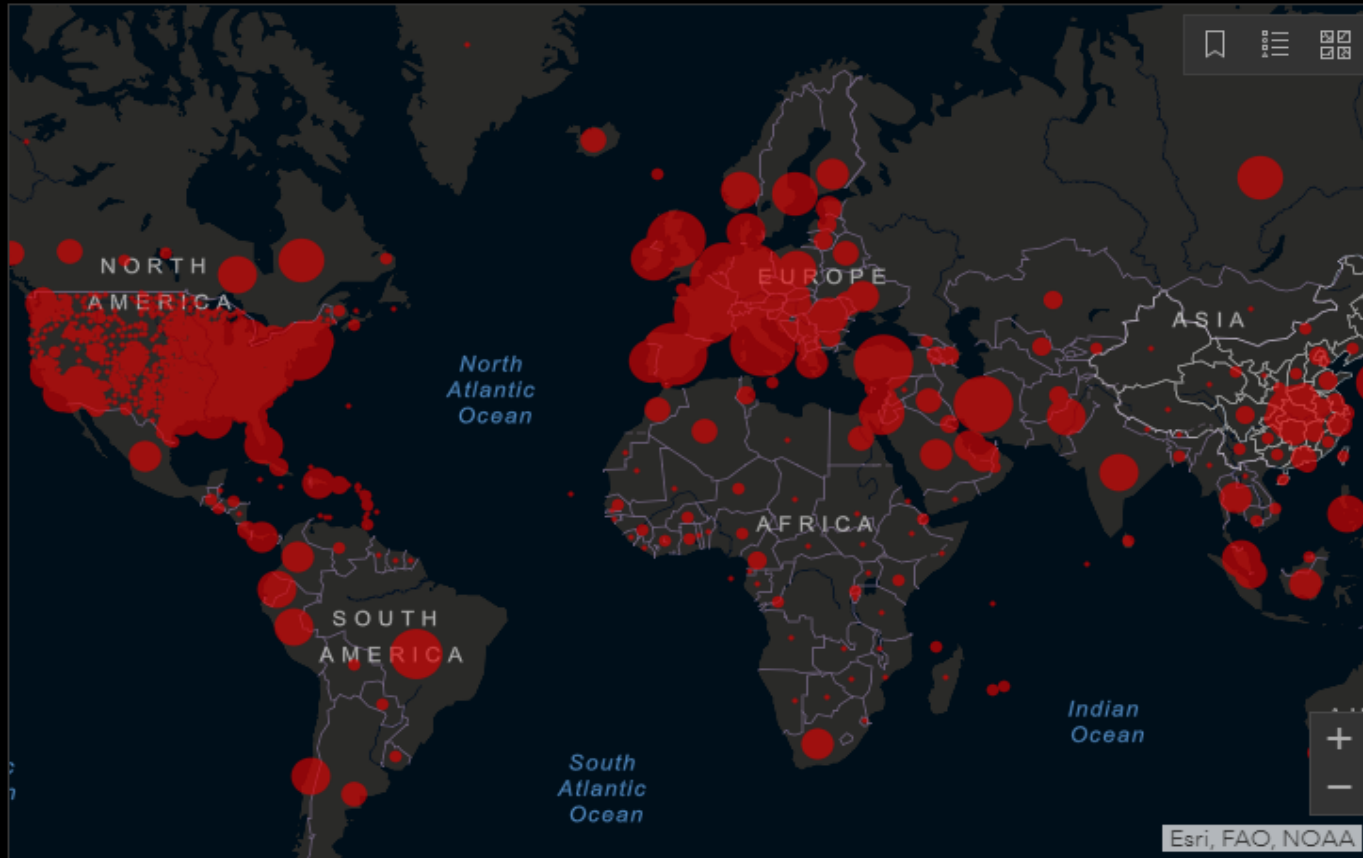 NORTH
AMERICA
EUROPE
ASIA
North
Atlantic
Ocean
AFRICA
SOUTH
AMERICA
Indian
Ocean
South
Atlantic
Ocean
+
−
Esri, FAO, NOAA